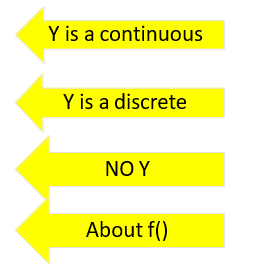 Y is a continuous
Y is a discrete
NO Y
About f()